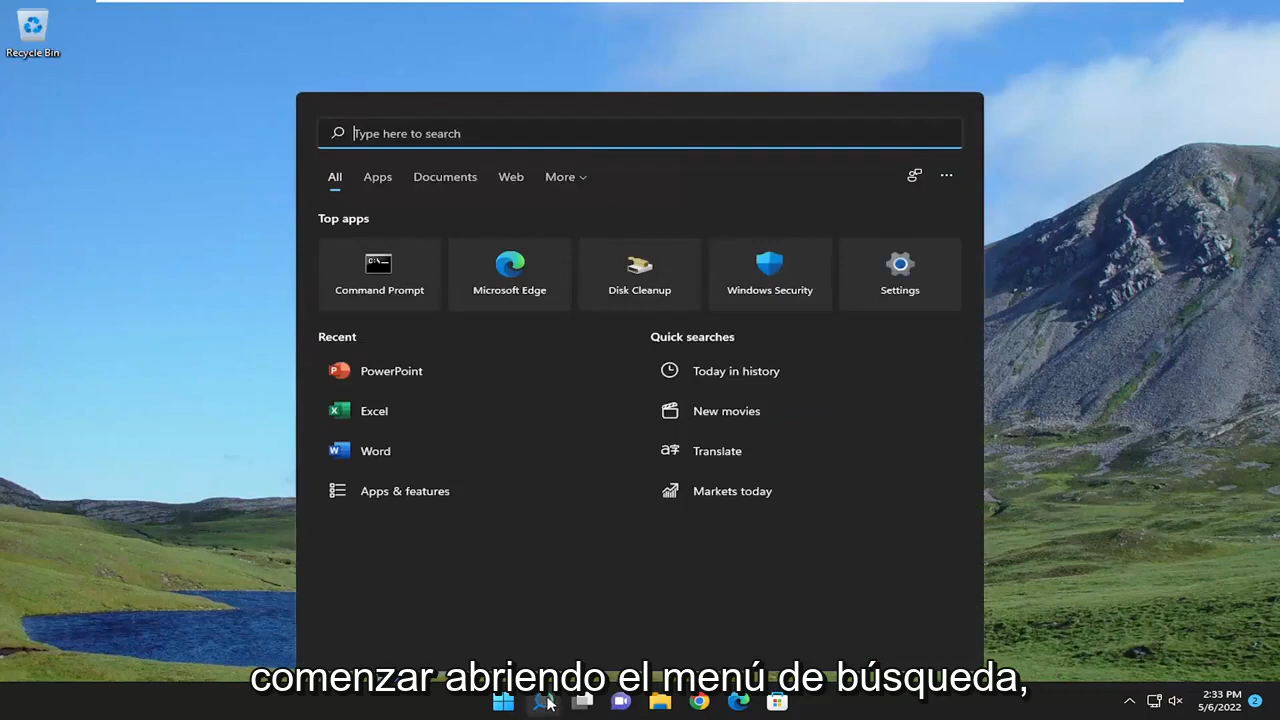 Recycle Bin
Type here to search
All Apps Documents Web More
Top apps
Command Prompt Microsoft Edge Disk Cleanup Windows Security Settings
Recent Quick searches
PowerPoint Today in history
Excel New movies
Word Translate
Apps & features Markets today
comenzar abriendo el menú de búsqueda,
2:33 PM
5/6/2022
2